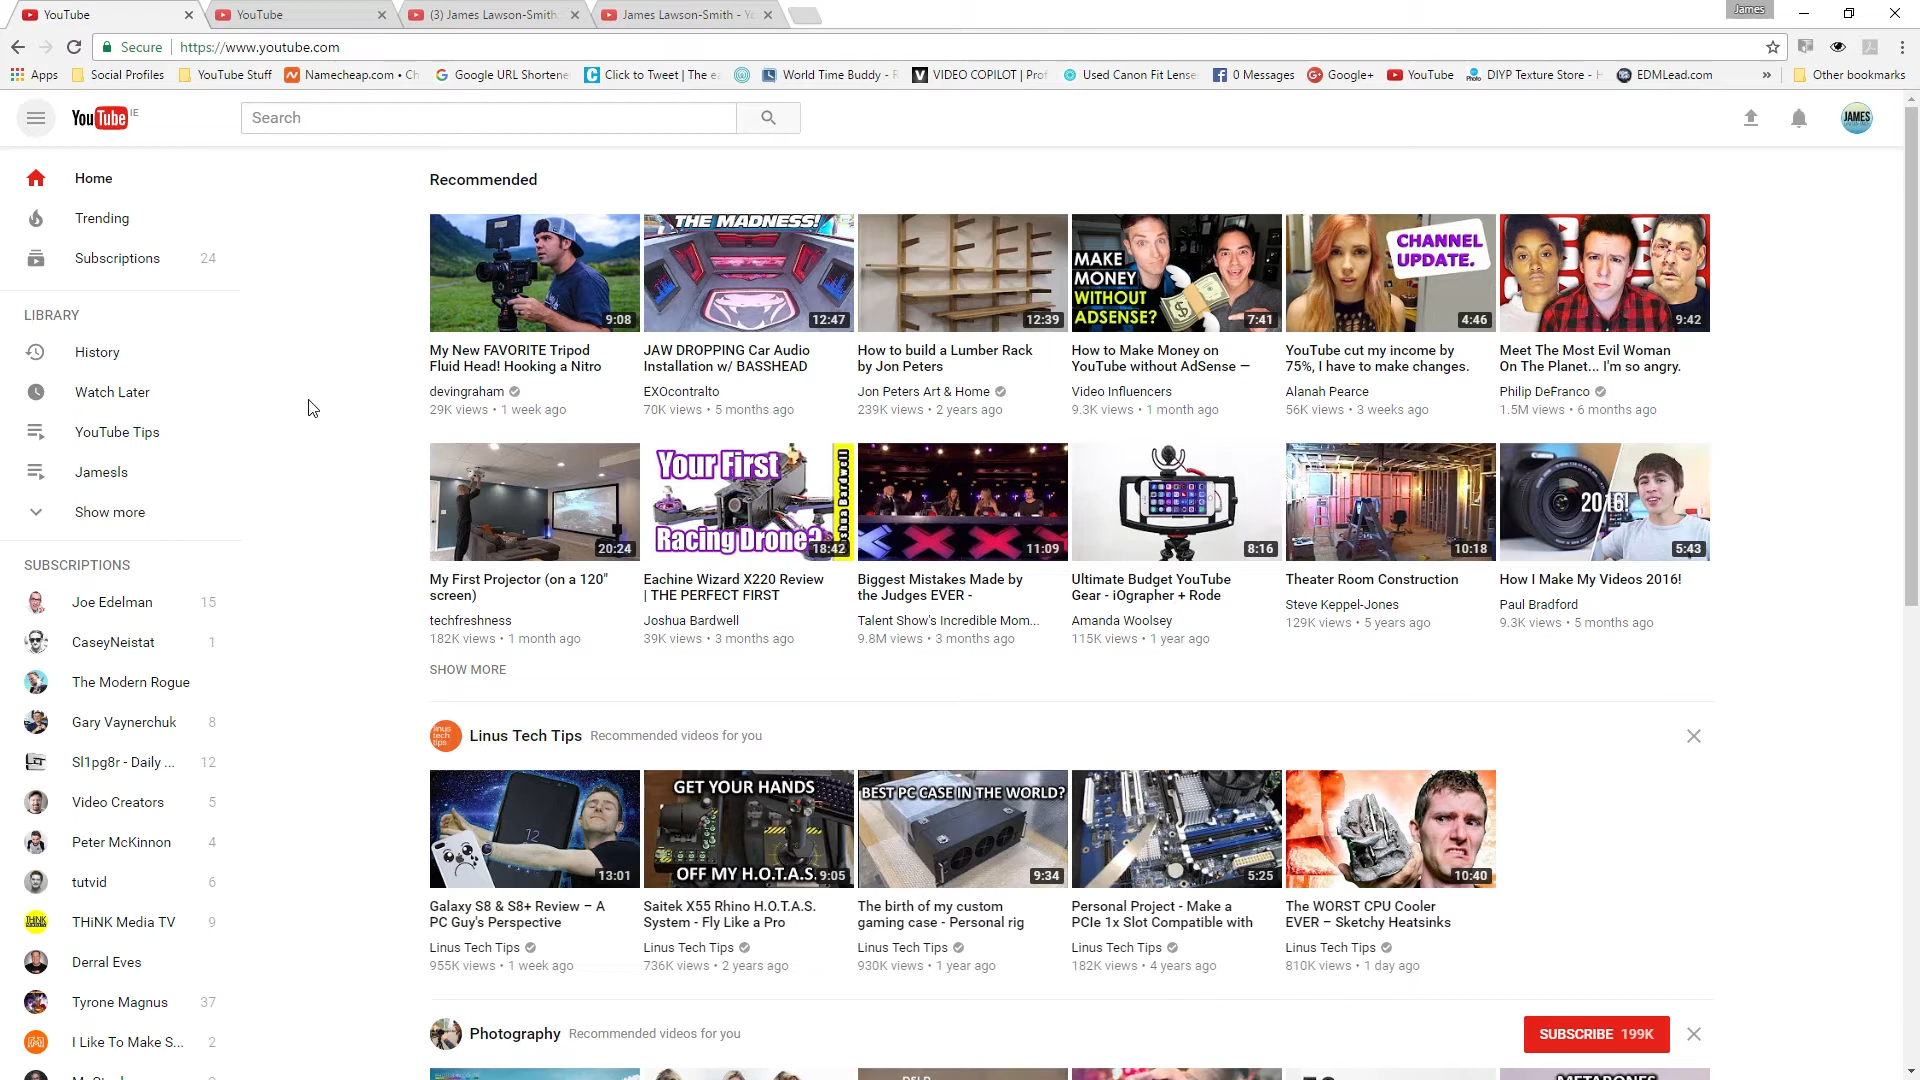 YouTube
YouTube
(3) James Lawson-Smith
James Lawson-Smith - Yo
James
Secure
https://www.youtube.com
Apps
Social Profiles
YouTube Stuff
Namecheap.com • Ch
Google URL Shortene
Click to Tweet | The ea
World Time Buddy - F
VIDEO COPILOT | Prof
Used Canon Fit Lense
0 Messages
Google+
YouTube
DIYP Texture Store - H
EDMLead.com
»
Other bookmarks
YouTube IE
Search
JAMES
Home
Trending
Subscriptions 24
LIBRARY
History
Watch Later
YouTube Tips
JamesIs
Show more
SUBSCRIPTIONS
Joe Edelman 15
CaseyNeistat 1
The Modern Rogue
Gary Vaynerchuk 8
Sl1pg8r - Daily ... 12
Video Creators 5
Peter McKinnon 4
tutvid 6
THiNK Media TV 9
Derral Eves
Tyrone Magnus 37
I Like To Make S... 2
Recommended
9:08
THE MADNESS!
12:47
12:39
MAKE
MONEY
WITHOUT
ADSENSE?
7:41
CHANNEL
UPDATE.
4:46
9:42
My New FAVORITE Tripod
Fluid Head! Hooking a Nitro
devingraham
29K views • 1 week ago
JAW DROPPING Car Audio
Installation w/ BASSHEAD
EXOcontralto
70K views • 5 months ago
How to build a Lumber Rack
by Jon Peters
Jon Peters Art & Home
239K views • 2 years ago
How to Make Money on
YouTube without AdSense —
Video Influencers
9.3K views • 1 month ago
YouTube cut my income by
75%, I have to make changes.
Alanah Pearce
56K views • 3 weeks ago
Meet The Most Evil Woman
On The Planet... I'm so angry.
Philip DeFranco
1.5M views • 6 months ago
20:24
Your First
Racing Drone?
shua Bardwell
18:42
11:09
8:16
10:18
2016!
5:43
My First Projector (on a 120"
screen)
techfreshness
182K views • 1 month ago
Eachine Wizard X220 Review
| THE PERFECT FIRST
Joshua Bardwell
39K views • 3 months ago
Biggest Mistakes Made by
the Judges EVER -
Talent Show's Incredible Mom...
9.8M views • 3 months ago
Ultimate Budget YouTube
Gear - iOgrapher + Rode
Amanda Woolsey
115K views • 1 year ago
Theater Room Construction
Steve Keppel-Jones
129K views • 5 years ago
How I Make My Videos 2016!
Paul Bradford
9.3K views • 5 months ago
SHOW MORE
linus
tech
tips
Linus Tech Tips Recommended videos for you
12
13:01
GET YOUR HANDS
OFF MY H.O.T.A.S.
9:05
BEST PC CASE IN THE WORLD?
9:34
5:25
10:40
Galaxy S8 & S8+ Review – A
PC Guy's Perspective
Linus Tech Tips
955K views • 1 week ago
Saitek X55 Rhino H.O.T.A.S.
System - Fly Like a Pro
Linus Tech Tips
736K views • 2 years ago
The birth of my custom
gaming case - Personal rig
Linus Tech Tips
930K views • 1 year ago
Personal Project - Make a
PCIe 1x Slot Compatible with
Linus Tech Tips
182K views • 4 years ago
The WORST CPU Cooler
EVER – Sketchy Heatsinks
Linus Tech Tips
810K views • 1 day ago
Photography Recommended videos for you
SUBSCRIBE 199K
METABONES